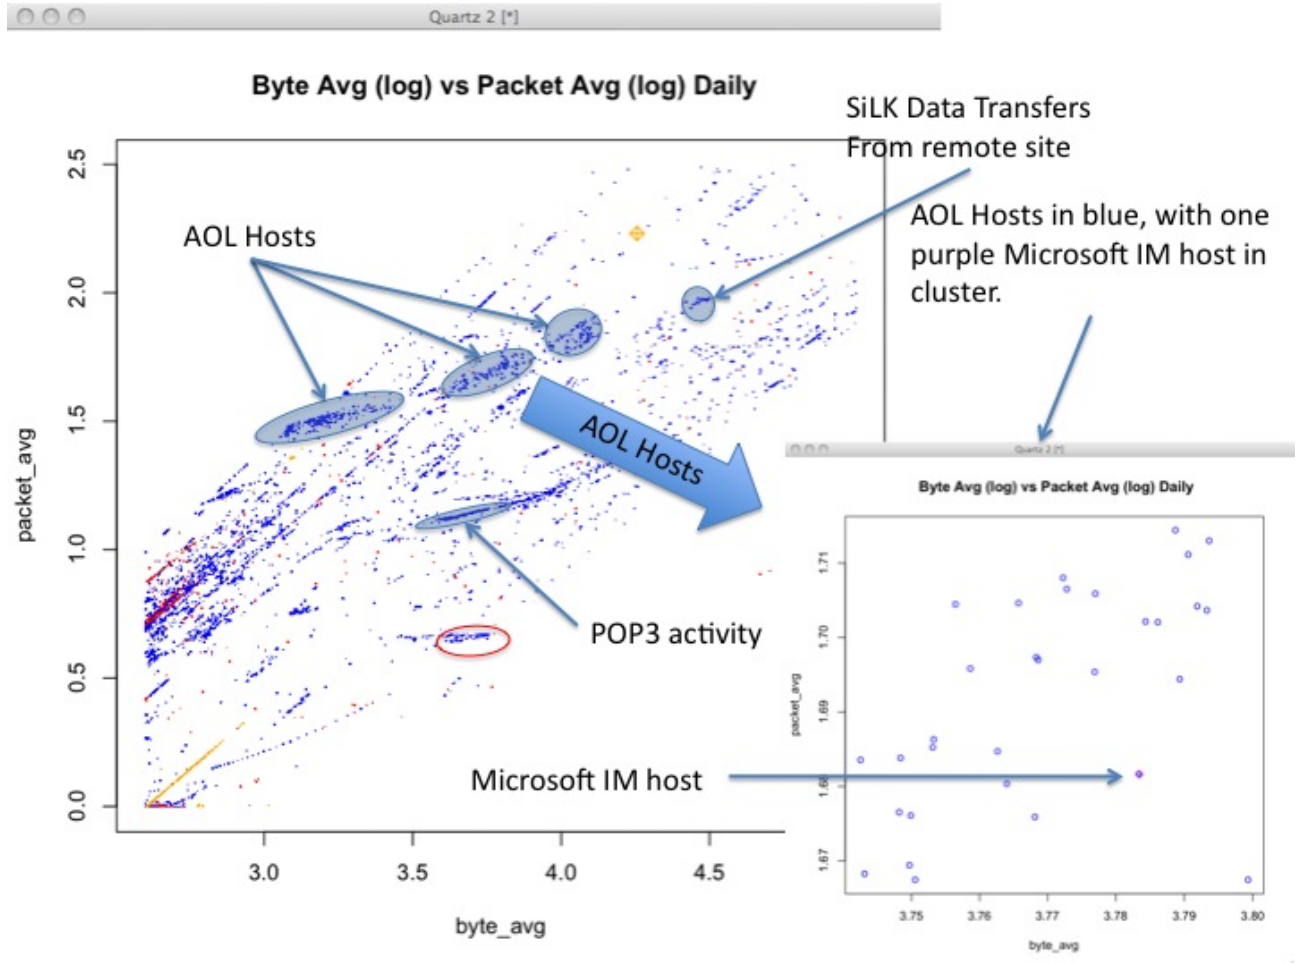 Quartz 2 [*]
Byte Avg (log) vs Packet Avg (log) Daily
SiLK Data Transfers
From remote site
AOL Hosts in blue, with one
purple Microsoft IM host in
cluster.
AOL Hosts
AOL Hosts
POP3 activity
Microsoft IM host
packet_avg
2.5
2.0
1.5
1.0
0.5
0.0
3.0 3.5 4.0 4.5
byte_avg
Quartz 2 [*]
Byte Avg (log) vs Packet Avg (log) Daily
packet_avg
1.71
1.70
1.69
1.68
1.67
3.75 3.76 3.77 3.78 3.79 3.80
byte_avg